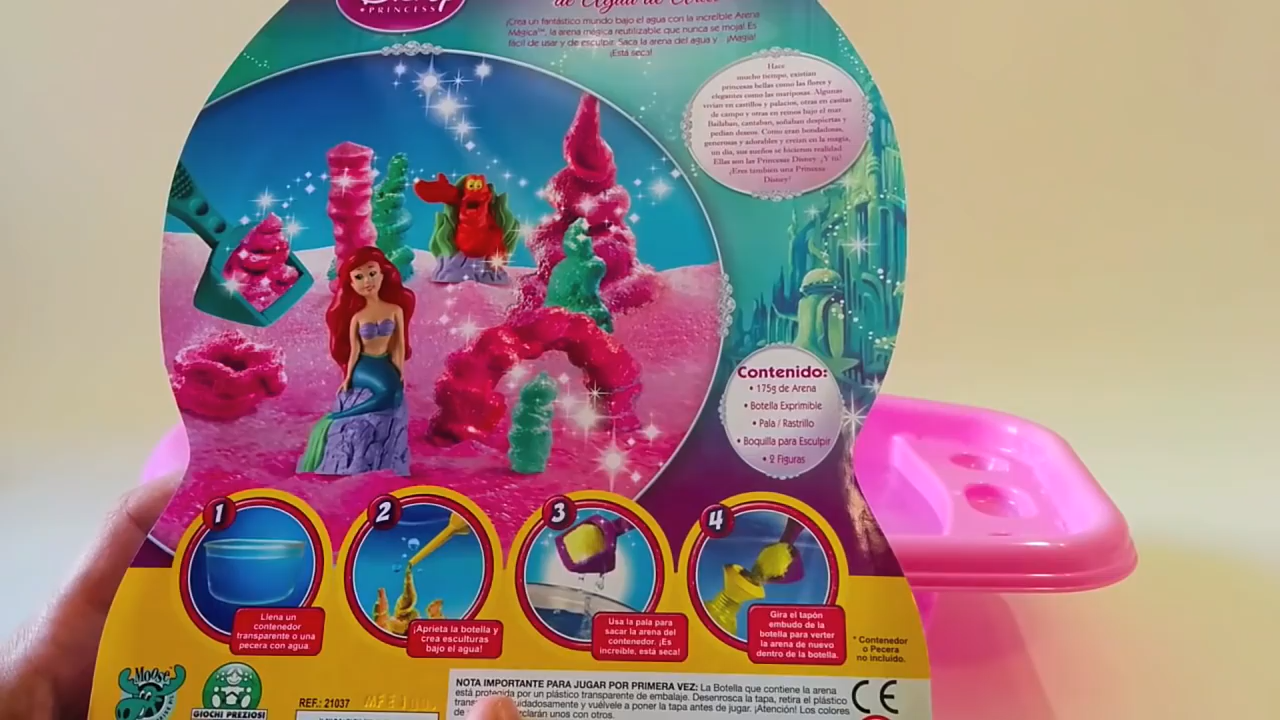 Disney
PRINCESS
¡Crea un fantástico mundo bajo el agua con la increíble Arena
Mágica™, la arena mágica reutilizable que nunca se moja! Es
fácil de usar y de esculpir. Saca la arena del agua y... ¡Magia!
¡Está seca!
Hace
mucho tiempo, existían
princesas bellas como las flores y
elegantes como las mariposas. Algunas
vivían en castillos y palacios, otras en casitas
de campo y otras en reinos bajo el mar.
Bailaban, cantaban, soñaban despiertas y
pedían deseos. Como eran bondadosas,
generosas y adorables y creían en la magia,
un día, sus sueños se hicieron realidad.
Ellas son las Princesas Disney. ¿Y tú?
¡Eres también una Princesa
Disney!
Contenido:
• 175g de Arena
• Botella Exprimible
• Pala / Rastrillo
• Boquilla para Esculpir
• 2 Figuras
1
2
3
4
Llena un
contenedor
transparente o una
pecera con agua.
¡Aprieta la botella y
crea esculturas
bajo el agua!
Usa la pala para
sacar la arena del
contenedor. ¡Es
increíble, está seca!
Gira el tapón
embudo de la
botella para verter
la arena de nuevo
dentro de la botella.
* Contenedor
o Pecera
no incluido.
Moose
GIOCHI PREZIOSI
REF.: 21037
NOTA IMPORTANTE PARA JUGAR POR PRIMERA VEZ: La Botella que contiene la arena
está protegida por un plástico transparente de embalaje. Desenrosca la tapa, retira el plástico
cuidadosamente y vuélvele a poner la tapa antes de jugar. ¡Atención! Los colores
de unos con otros.
CE